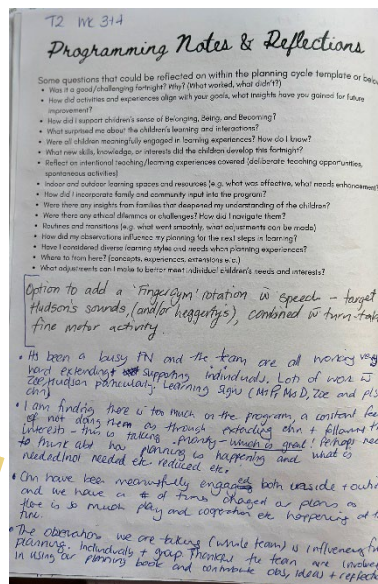 T2 WK 3+4
Programming Notes & Reflections
Some questions that could be reflected on within the planning cycle template or below
• Was it a good/challenging fortnight? Why? (What worked, what didn't?)
• How did activities and experiences align with your goals, what insights have you gained for future
improvement?
• How did I support children's sense of Belonging, Being, and Becoming?
• What surprised me about the children's learning and interactions?
• Were all children meaningfully engaged in learning experiences? How do I know?
• What new skills, knowledge, or interests did the children develop this fortnight?
• Reflect on intentional teaching/learning experiences covered (deliberate teaching opportunities,
spontaneous activities)
• Indoor and outdoor learning spaces and resources (e.g. what was effective, what needs enhancement?
• How did I incorporate family and community input into the program?
• Were there any insights from families that deepened my understanding of the children?
• Were there any ethical dilemmas or challenges? How did I navigate them?
• Routines and transitions (e.g. what went smoothly, what adjustments can be made)
• How did my observations influence my planning for the next steps in learning?
• Have I considered diverse learning styles and needs when planning experiences?
• Where to from here? (concepts, experiences, extensions etc.)
• What adjustments can I make to better meet individual children's needs and interests?
Option to add a 'Finger Gym' rotation w speech – target
Hudson's sounds, (and/or heggertys), combined w turn-tak
fine motor activity.
• It's been a busy FN and the team are all working very
hard extending + supporting individuals. Lots of work w
Zoe, Hudson particularly. Learning signs (
chn)
• I am finding there is too much on the program, a constant fee
of not doing them as through extending chn + following th
interests – this is taking priority – which is great! Perhaps nee
to think abt how planning is happening and what is
needed/not needed etc reduced etc.
• Chn have been meaningfully engaged both inside + outsi
and we have a # of times changed our plans as
there is so much play and cooperation etc happening at
time.
• The observations we are taking (whole team) is influencing fu
planning. Individually + group. the team are involve
in using our planning book and contribute obs, ideas + reflect